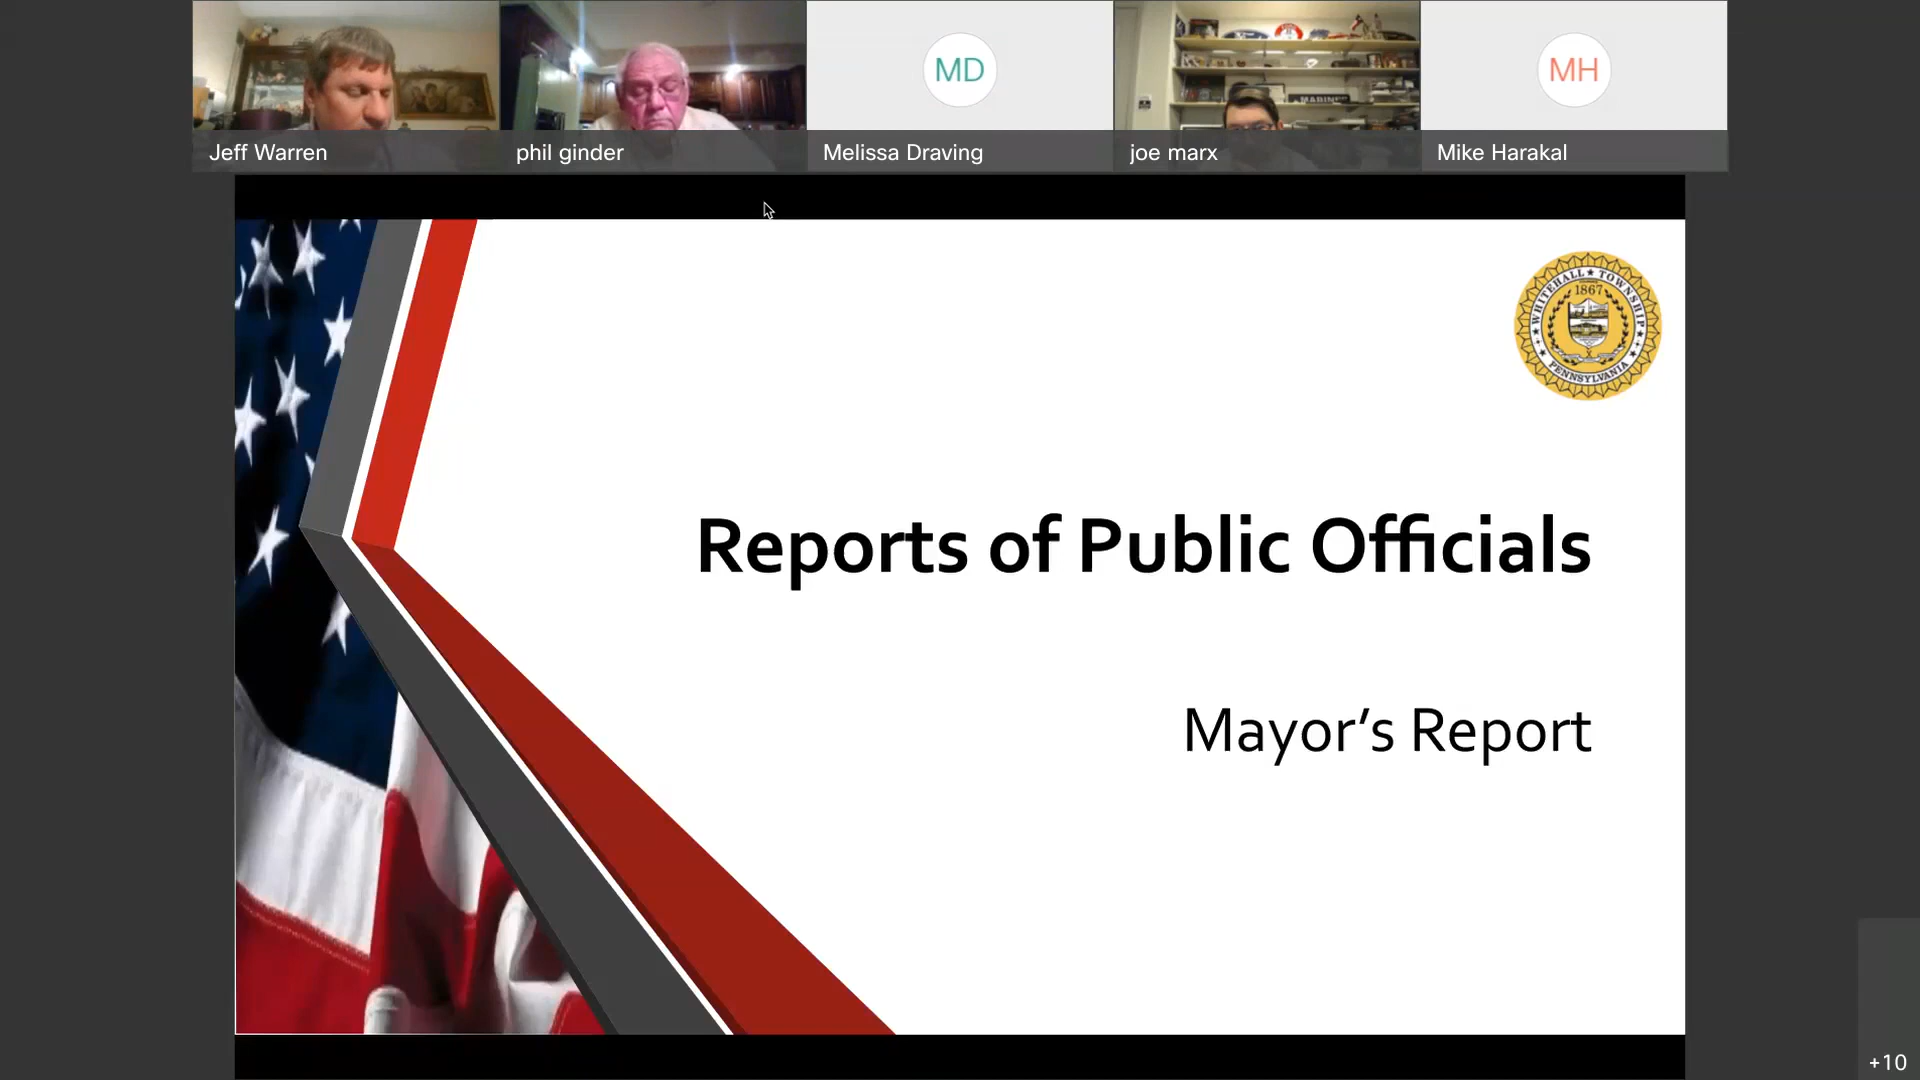 MD
MARINES
MH
Jeff Warren
phil ginder
Melissa Draving
joe marx
Mike Harakal
WHITEHALL ★ TOWNSHIP
1867
PENNSYLVANIA
Reports of Public Officials
Mayor’s Report
+10